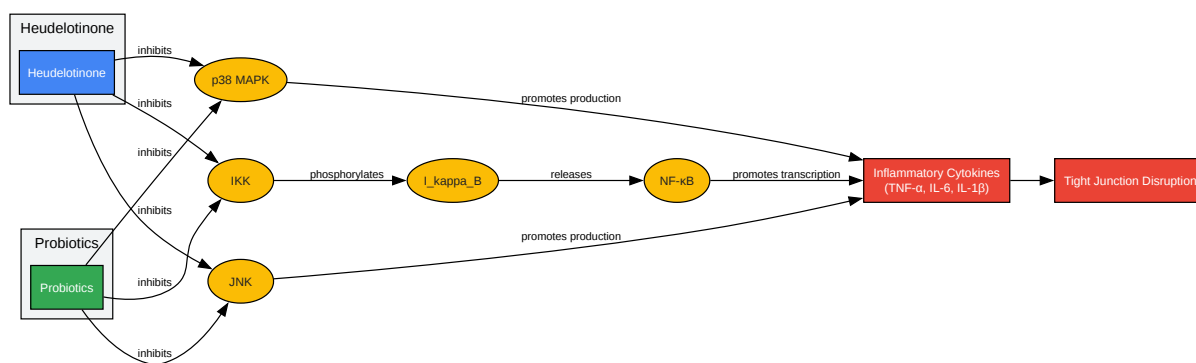 Heudelotinone
Heudelotinone
inhibits
p38 MAPK
promotes production
inhibits
inhibits
IKK
phosphorylates
I_kappa_B
releases
NF-κB
promotes transcription
Inflammatory Cytokines
(TNF-α, IL-6, IL-1β)
Tight Junction Disruption
inhibits
promotes production
Probiotics
Probiotics
inhibits
JNK
inhibits